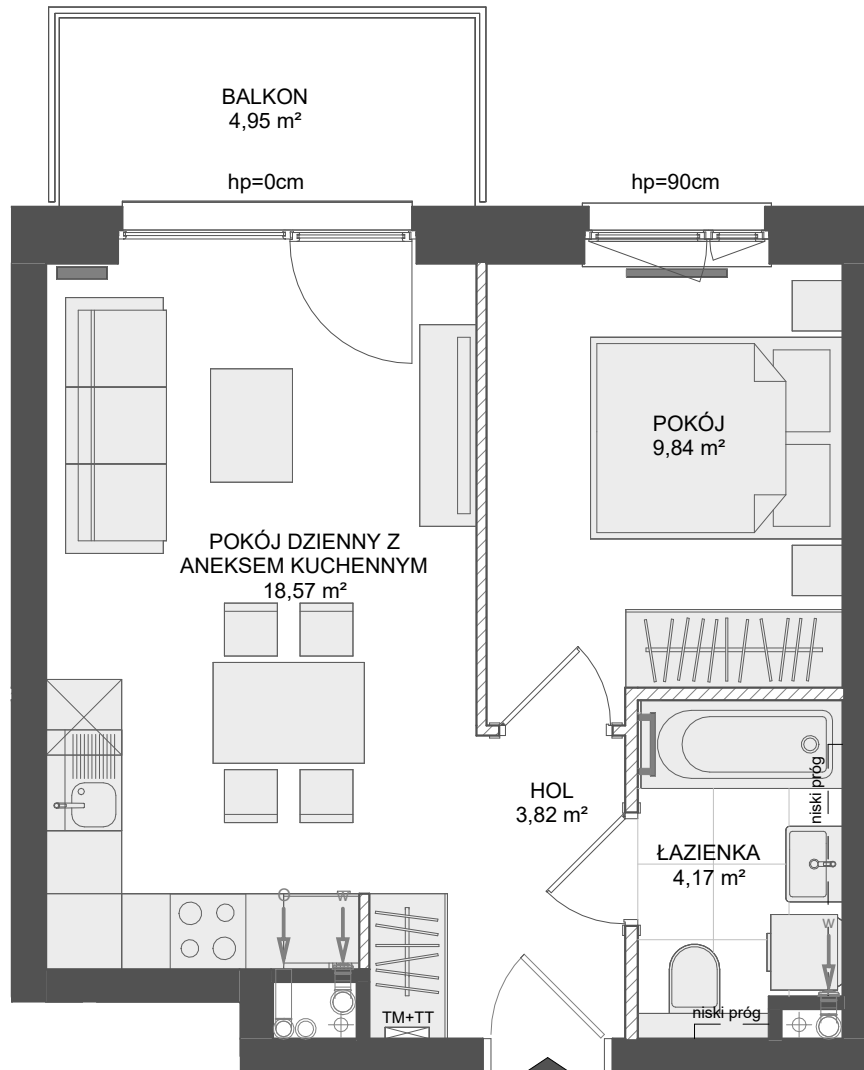 BALKON
4,95 m²
hp=0cm
hp=90cm
POKÓJ
9,84 m²
POKÓJ DZIENNY Z
ANEKSEM KUCHENNYM
18,57 m²
HOL
3,82 m²
niski próg
ŁAZIENKA
4,17 m²
O
W
W
TM+TT
niski próg